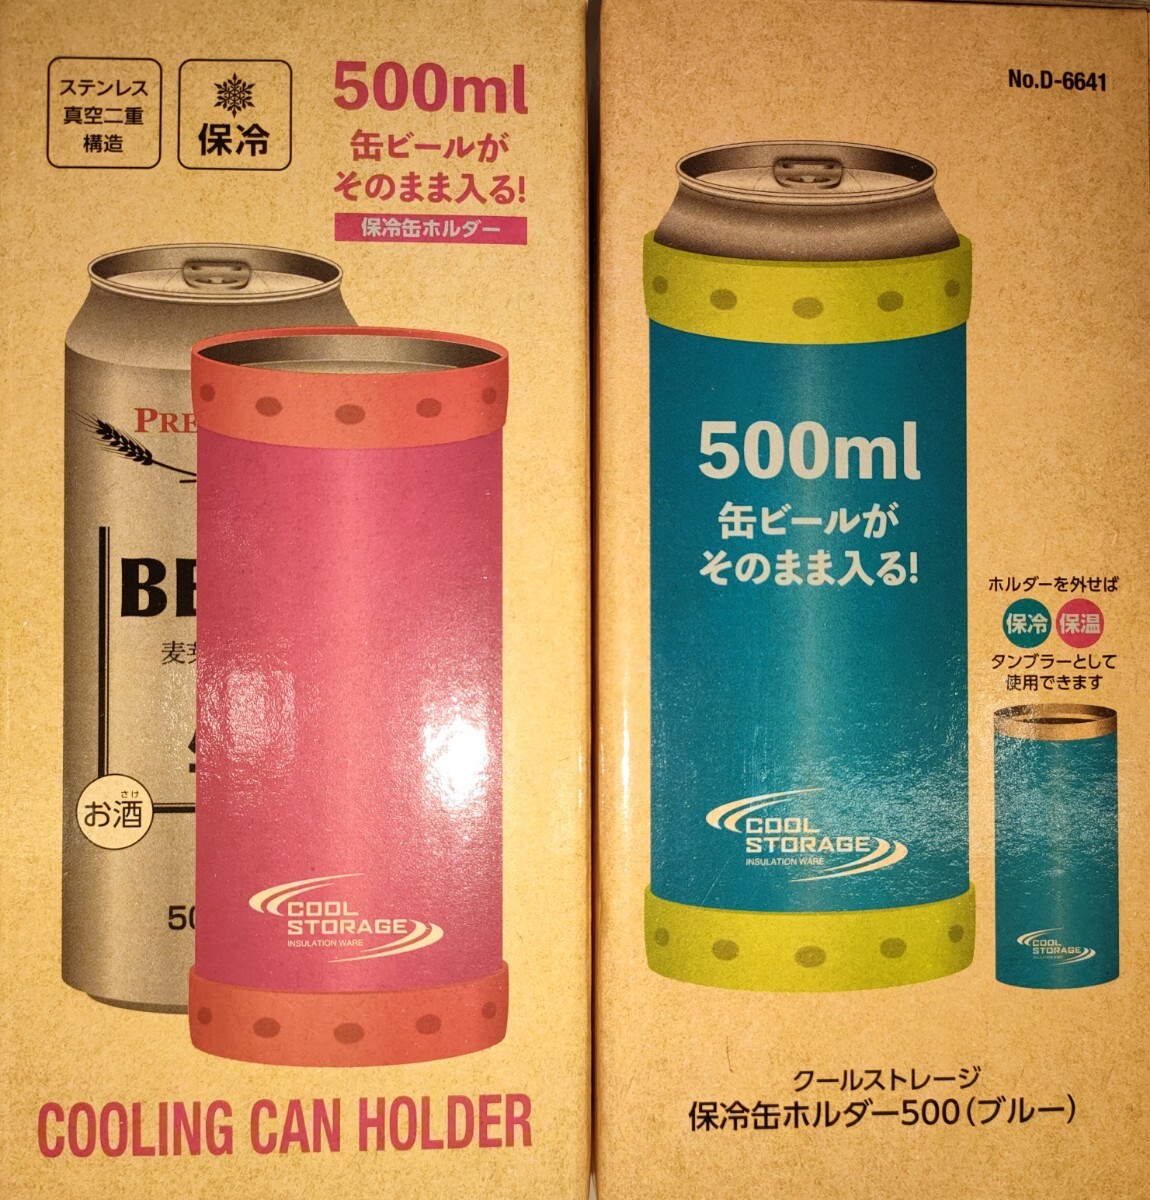 ステンレス
真空二重
構造
保冷
500ml
缶ビールが
そのまま入る!
保冷缶ホルダー
PRE
BE
お酒
さけ
50
COOL
STORAGE
INSULATION WARE
COOLING CAN HOLDER
No.D-6641
500ml
缶ビールが
そのまま入る!
COOL
STORAGE
INSULATION WARE
ホルダーを外せば
保冷 保温
タンブラーとして
使用できます
COOL
STORAGE
クールストレージ
保冷缶ホルダー500(ブルー)